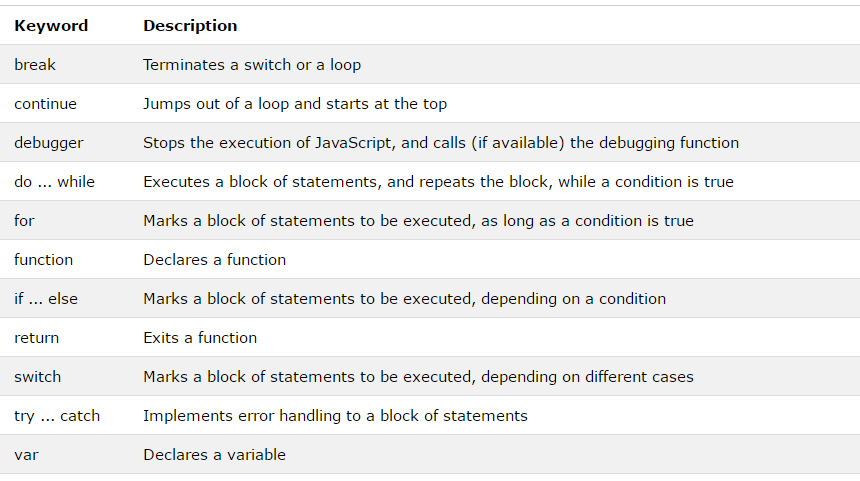 Keyword Description
break Terminates a switch or a loop
continue Jumps out of a loop and starts at the top
debugger Stops the execution of JavaScript, and calls (if available) the debugging function
do ... while Executes a block of statements, and repeats the block, while a condition is true
for Marks a block of statements to be executed, as long as a condition is true
function Declares a function
if ... else Marks a block of statements to be executed, depending on a condition
return Exits a function
switch Marks a block of statements to be executed, depending on different cases
try ... catch Implements error handling to a block of statements
var Declares a variable